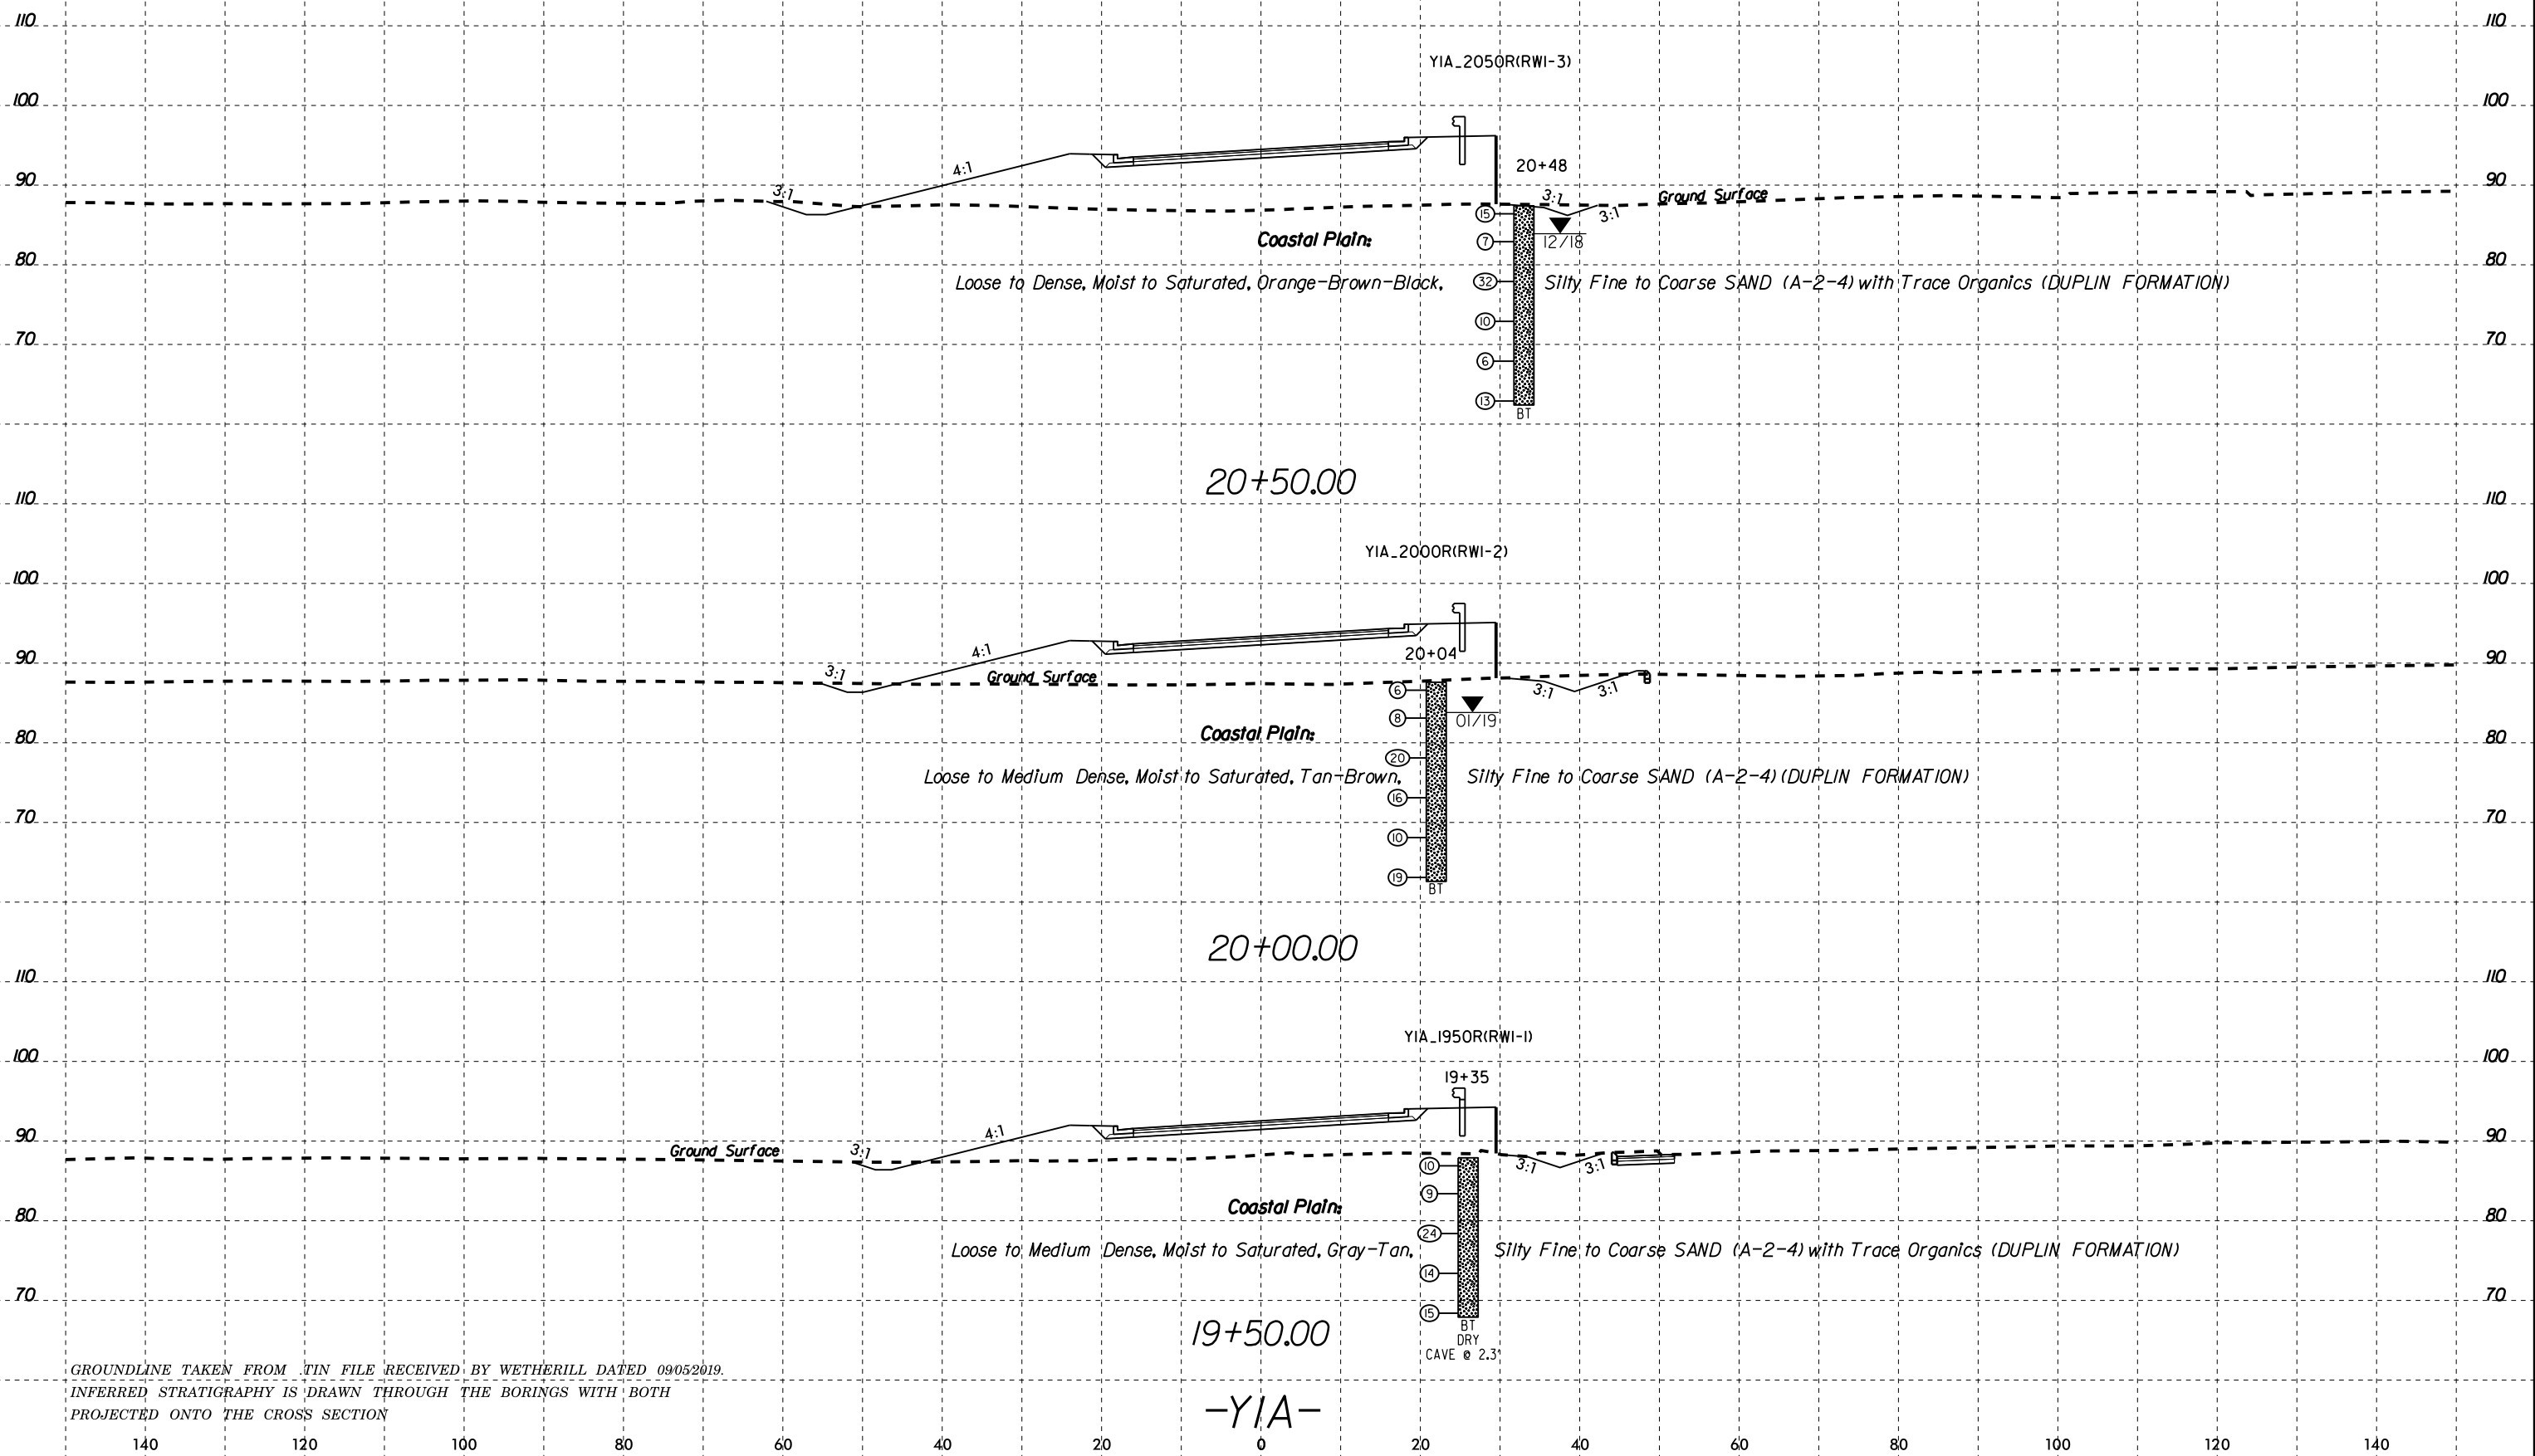 110 110
YIA_2050R(RW1-3)
100 100
20+48
4:1
90 3:1 3:1 Ground Surface 90
3:1
15
Coastal Plain: 7 12/18
80 80
Loose to Dense, Moist to Saturated, Orange-Brown-Black, 32 Silty Fine to Coarse SAND (A-2-4) with Trace Organics (DUPLIN FORMATION)
10
70 70
6
13
BT
20+50.00
110 110
YIA_2000R(RW1-2)
100 100
20+04
4:1
90 3:1 90
Ground Surface
6 3:1 3:1
8 01/19
Coastal Plain:
80 80
20
Loose to Medium Dense, Moist to Saturated, Tan-Brown, Silty Fine to Coarse SAND (A-2-4) (DUPLIN FORMATION)
16
70 70
10
19
BT
20+00.00
110 110
YIA_1950R(RW1-1)
100 100
19+35
4:1
90 90
Ground Surface 3:1
10 3:1 3:1
9
Coastal Plain:
80 80
24
Loose to Medium Dense, Moist to Saturated, Gray-Tan, Silty Fine to Coarse SAND (A-2-4) with Trace Organics (DUPLIN FORMATION)
14
70 70
15
BT
19+50.00
DRY
CAVE @ 2.3'
GROUNDLINE TAKEN FROM .TIN FILE RECEIVED BY WETHERILL DATED 09/05/2019.
INFERRED STRATIGRAPHY IS DRAWN THROUGH THE BORINGS WITH BOTH
PROJECTED ONTO THE CROSS SECTION
-Y1A-
140 120 100 80 60 40 20 0 20 40 60 80 100 120 140